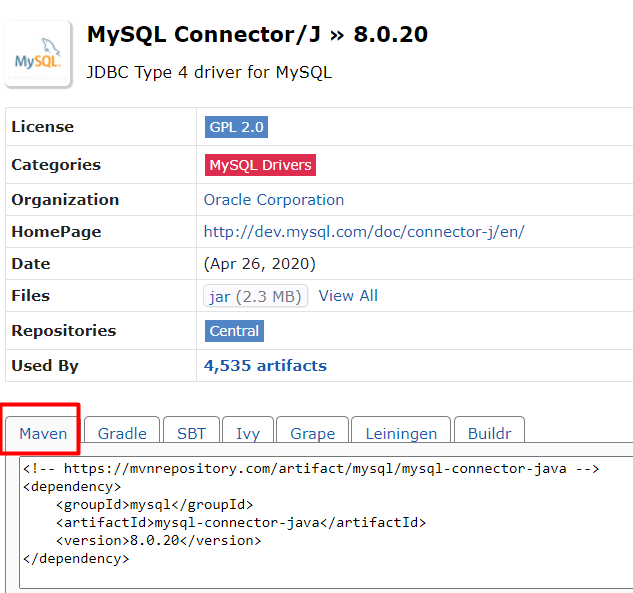 MySQL Connector/J » 8.0.20
MySQL.
JDBC Type 4 driver for MySQL
License GPL 2.0
Categories MySQL Drivers
Organization Oracle Corporation
HomePage http://dev.mysql.com/doc/connector-j/en/
Date (Apr 26, 2020)
Files jar (2.3 MB) View All
Repositories Central
Used By 4,535 artifacts
Maven Gradle SBT Ivy Grape Leiningen Buildr
<!-- https://mvnrepository.com/artifact/mysql/mysql-connector-java -->
<dependency>
    <groupId>mysql</groupId>
    <artifactId>mysql-connector-java</artifactId>
    <version>8.0.20</version>
</dependency>